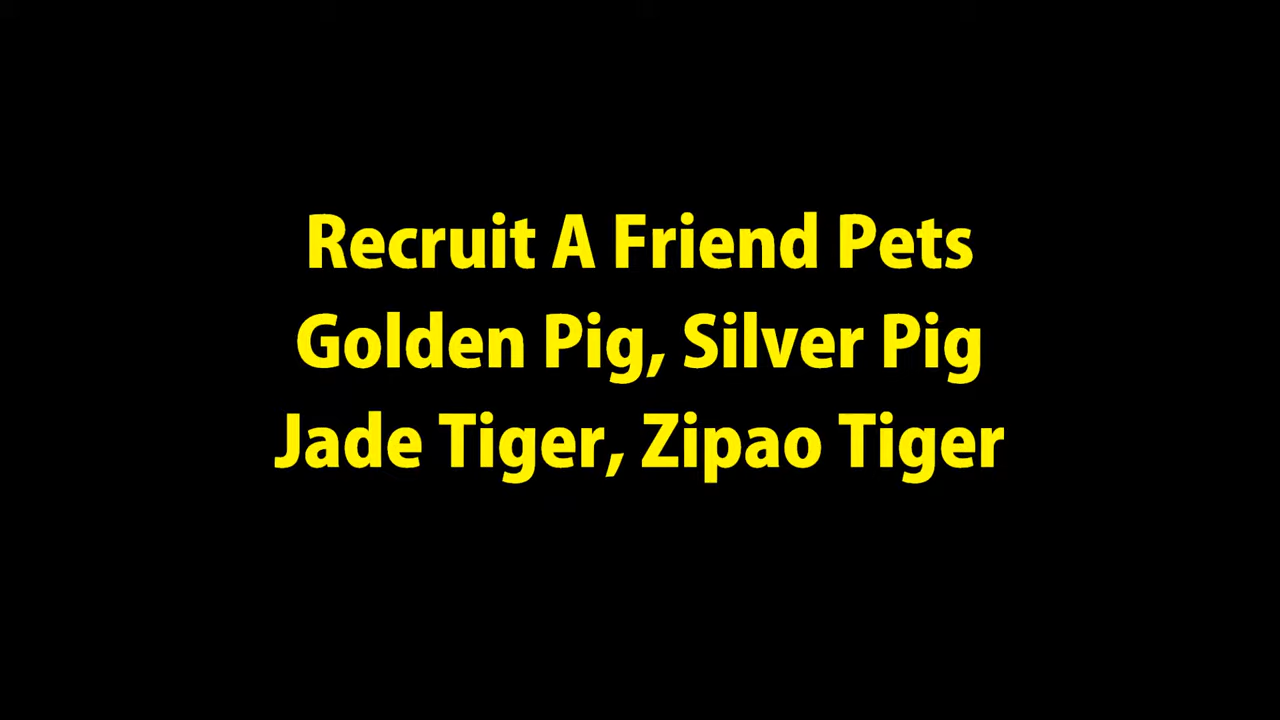 Recruit A Friend Pets
Golden Pig, Silver Pig
Jade Tiger, Zipao Tiger